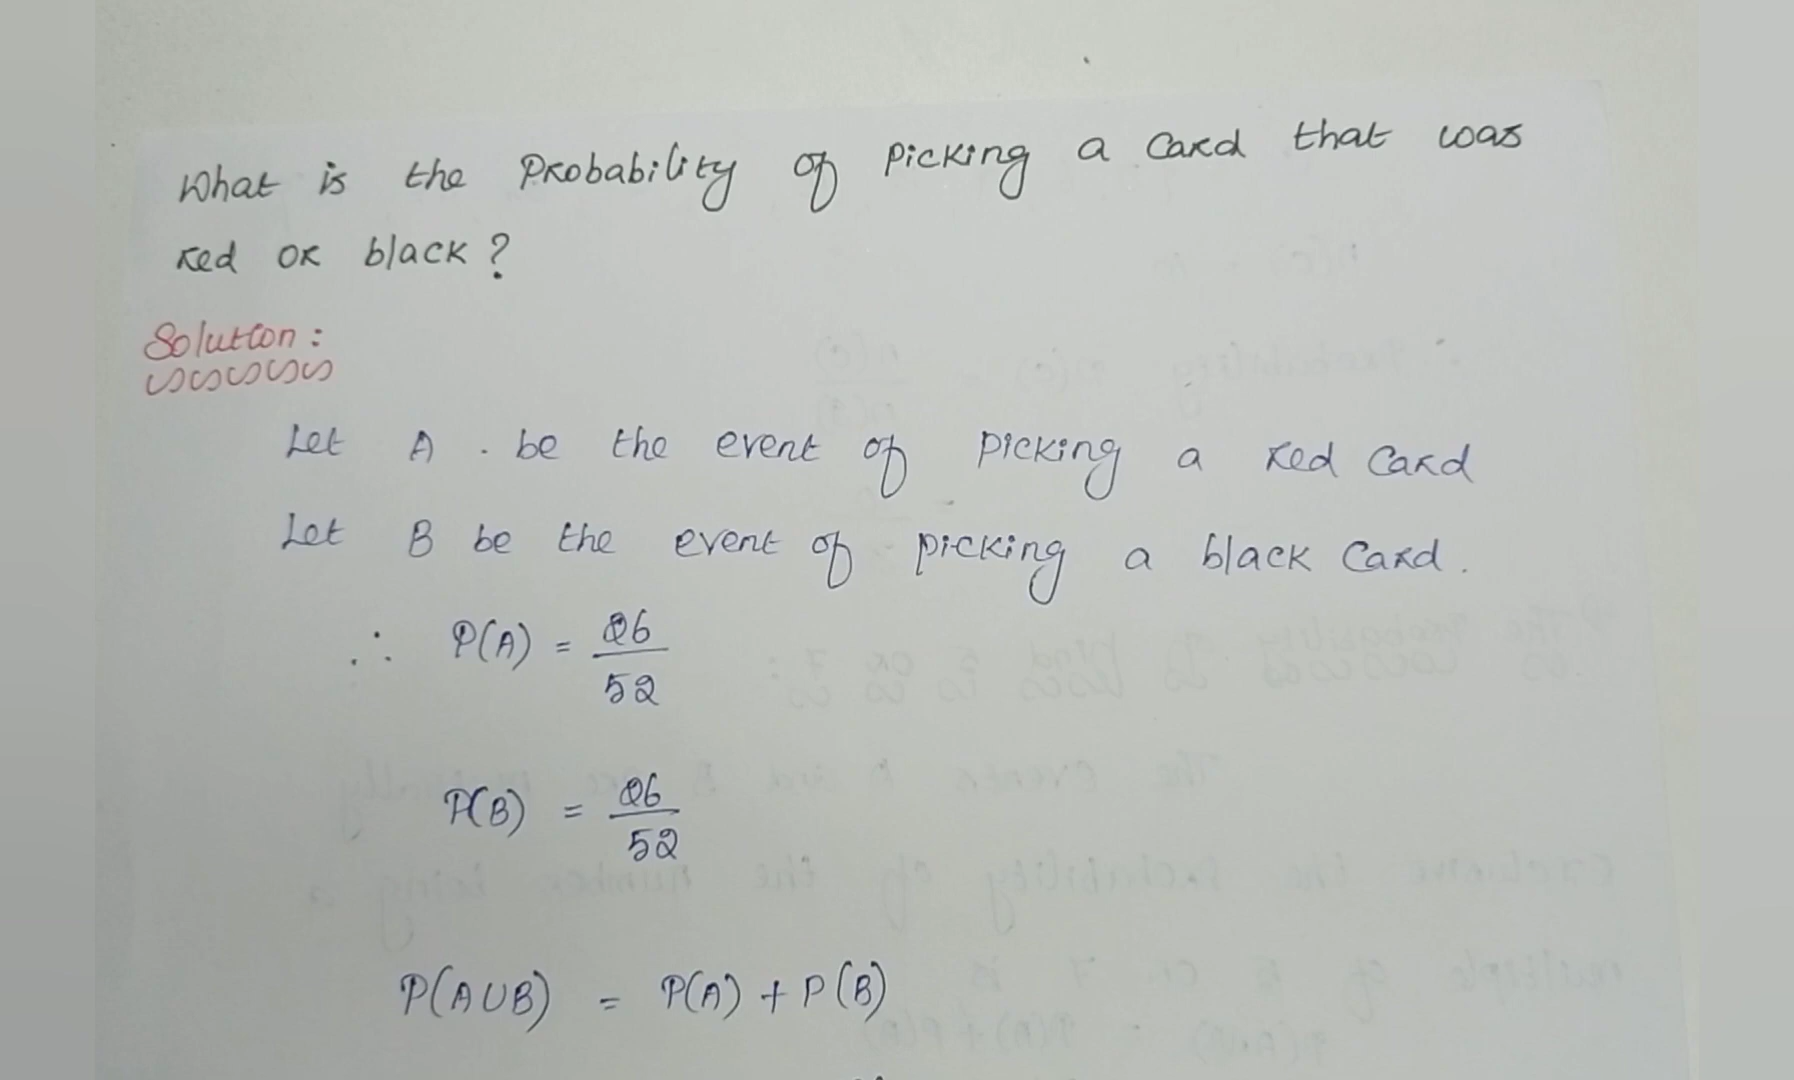 What is the Probability of Picking a Card that was
red or black?
Solution:
Let A be the event of Picking a red Card
Let B be the event of picking a black Card.
∴ P(A) = 26/52
P(B) = 26/52
P(A∪B) = P(A) + P(B)